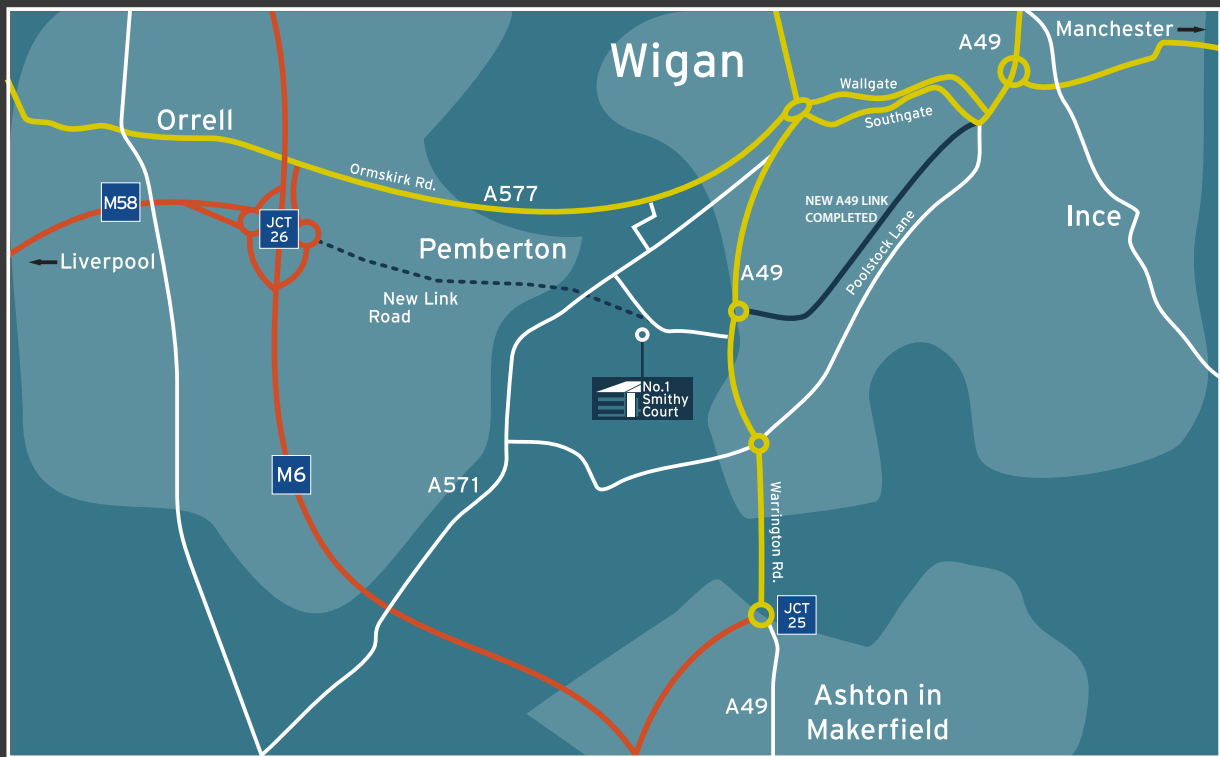 Manchester
A49
Wigan
Wallgate
Southgate
Orrell
Ormskirk Rd.
A577
M58
JCT
26
NEW A49 LINK
COMPLETED
Poolstock Lane
Ince
Liverpool
Pemberton
A49
New Link
Road
No.1
Smithy
Court
M6
A571
Warrington Rd.
JCT
25
A49
Ashton in
Makerfield